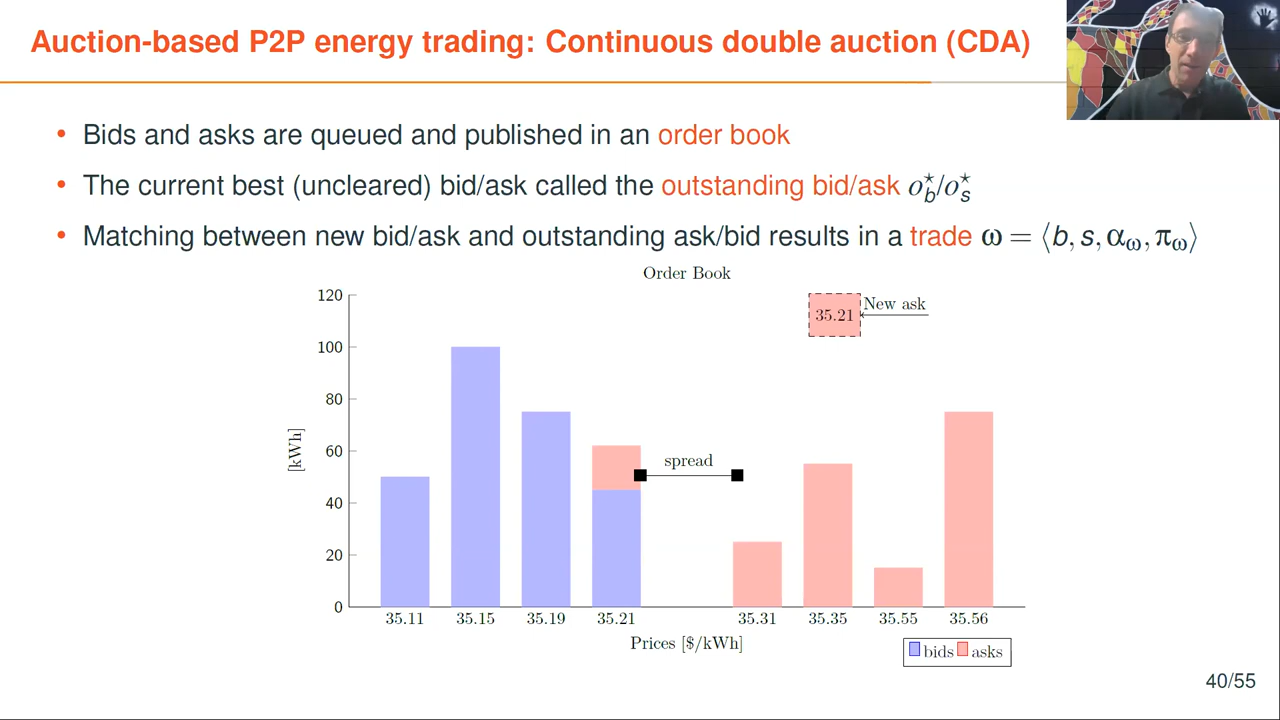 Auction-based P2P energy trading: Continuous double auction (CDA)
• Bids and asks are queued and published in an order book
• The current best (uncleared) bid/ask called the outstanding bid/ask o⋆b/o⋆s
• Matching between new bid/ask and outstanding ask/bid results in a trade ω = ⟨b, s, αω, πω⟩
Order Book
120
100
80
60
40
20
0
[kWh]
35.21
New ask
spread
35.11 35.15 35.19 35.21 35.31 35.35 35.55 35.56
Prices [$/kWh]
bids asks
40/55